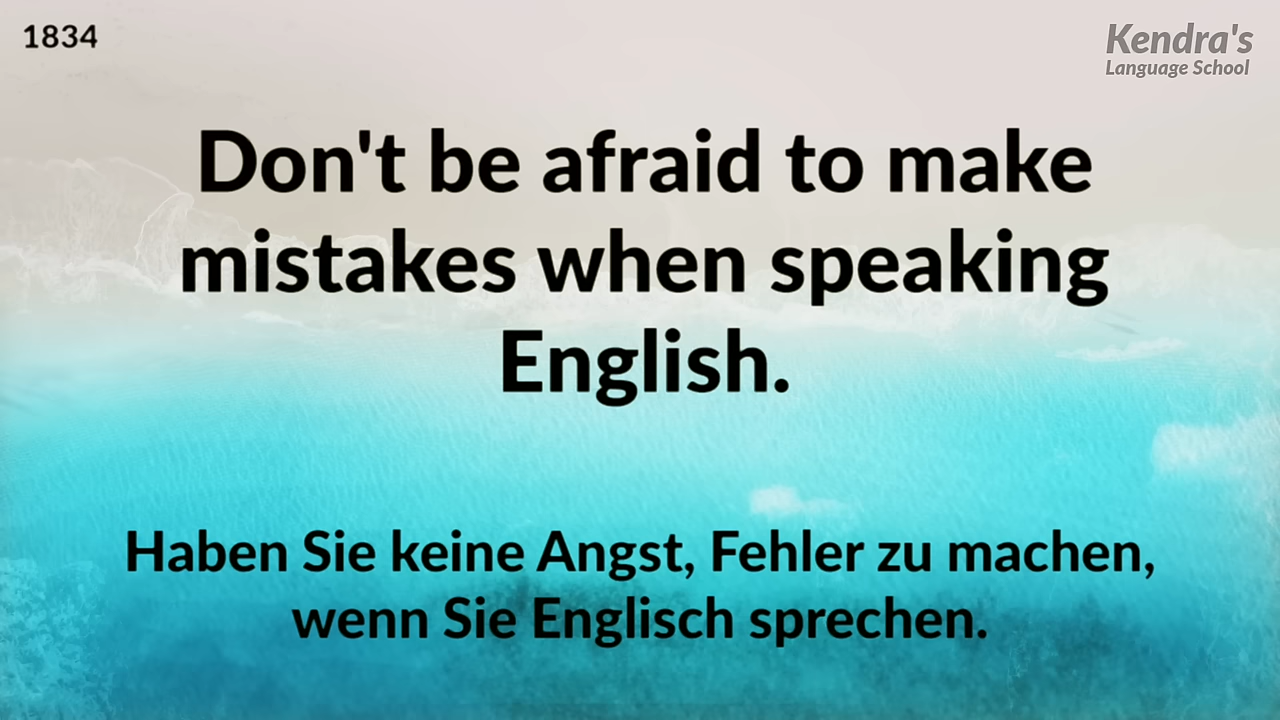 1834
Kendra's
Language School
Don't be afraid to make
mistakes when speaking
English.
Haben Sie keine Angst, Fehler zu machen,
wenn Sie Englisch sprechen.